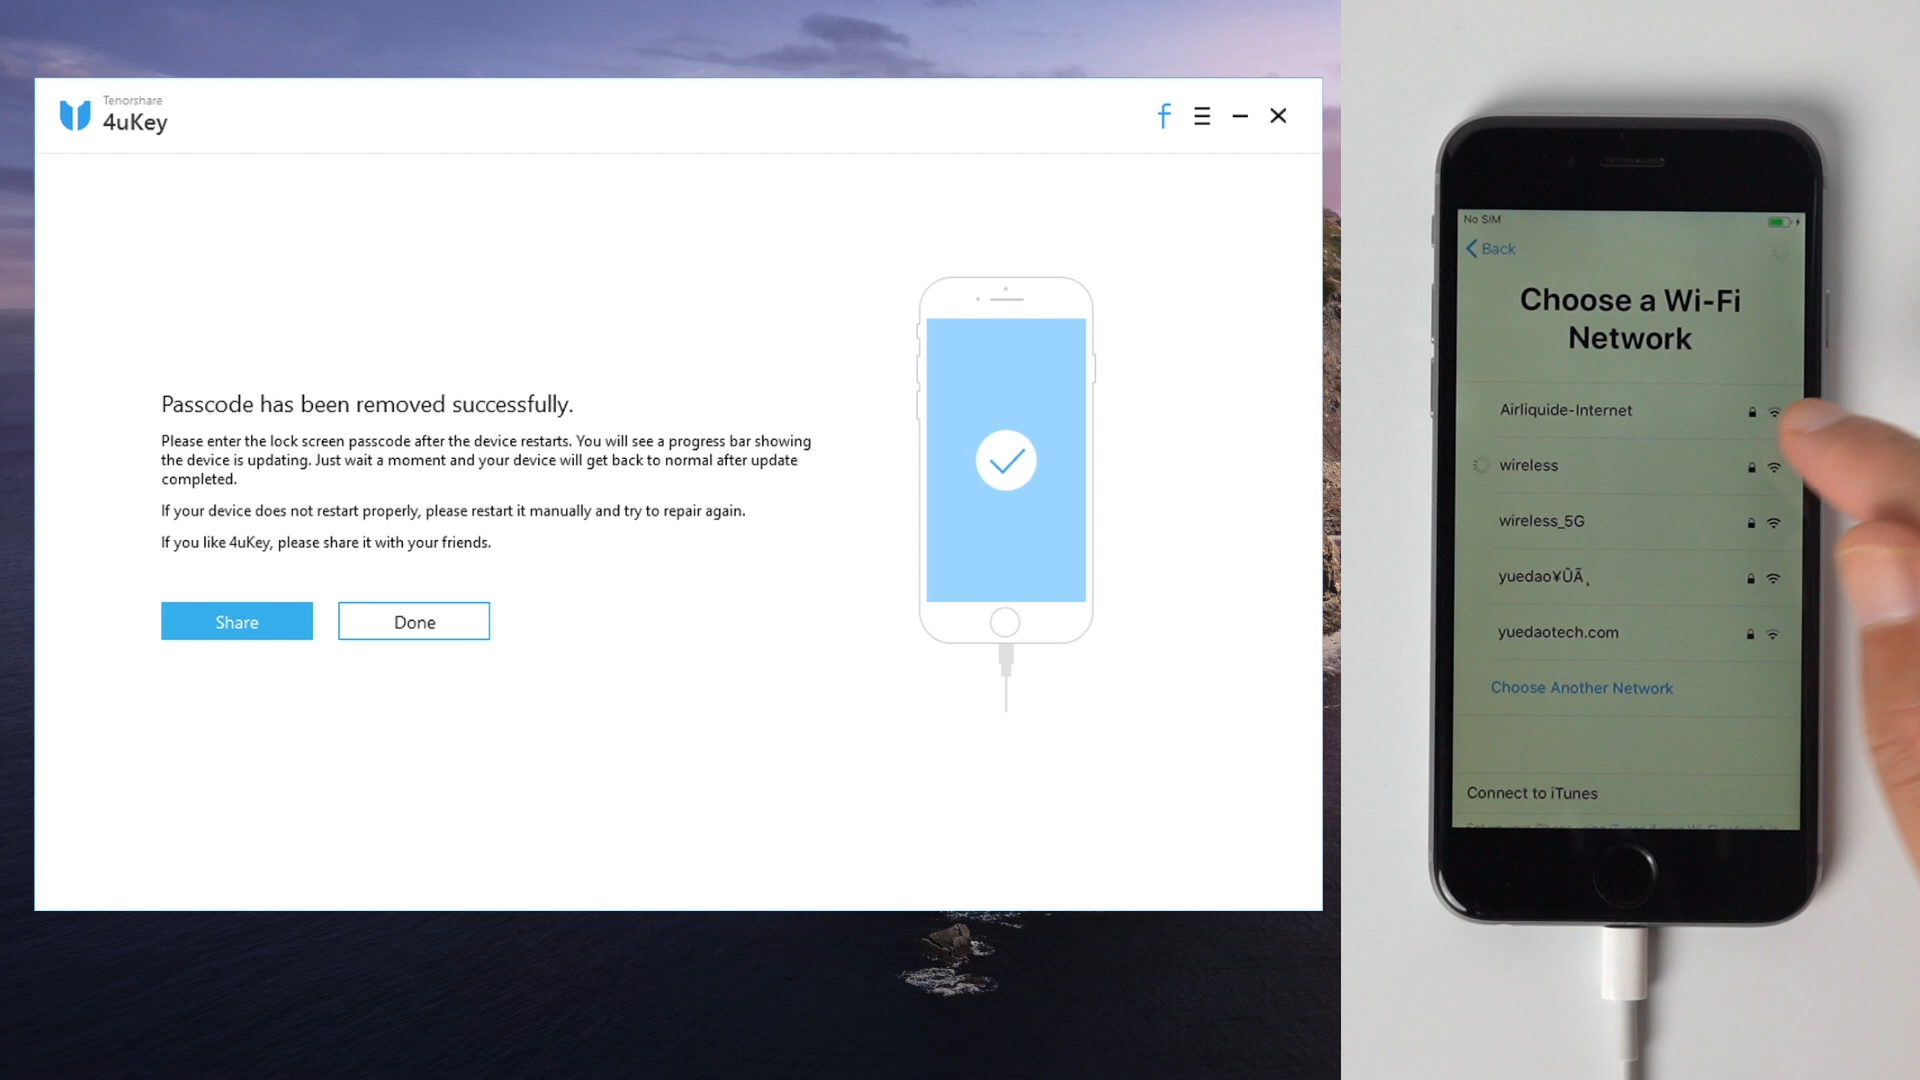 Tenorshare
4uKey
Passcode has been removed successfully.
Please enter the lock screen passcode after the device restarts. You will see a progress bar showing
the device is updating. Just wait a moment and your device will get back to normal after update
completed.
If your device does not restart properly, please restart it manually and try to repair again.
If you like 4uKey, please share it with your friends.
Share
Done
No SIM
Back
Choose a Wi-Fi
Network
Airliquide-Internet
wireless
wireless_5G
yuedao¥ÛÃ¸
yuedaotech.com
Choose Another Network
Connect to iTunes